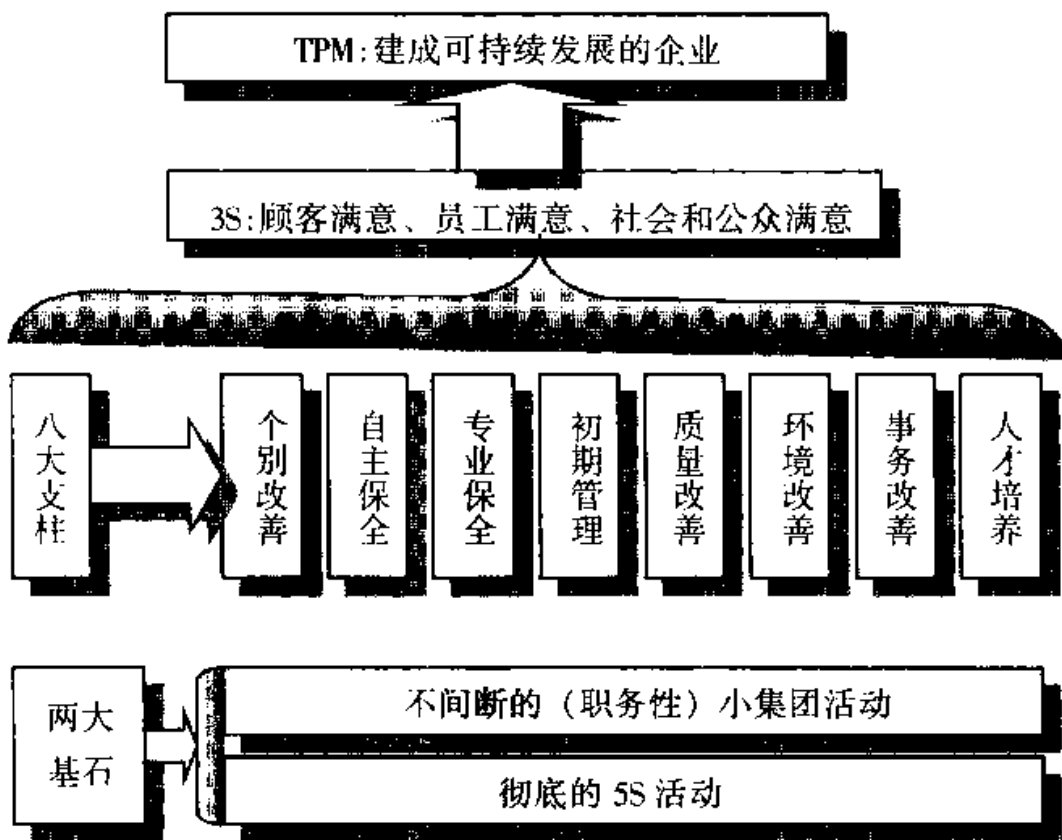 TPM:建成可持续发展的企业
3S:顾客满意、员工满意、社会和公众满意
八大支柱
个别改善
自主保全
专业保全
初期管理
质量改善
环境改善
事务改善
人才培养
两大
基石
不间断的（职务性）小集团活动
彻底的 5S 活动